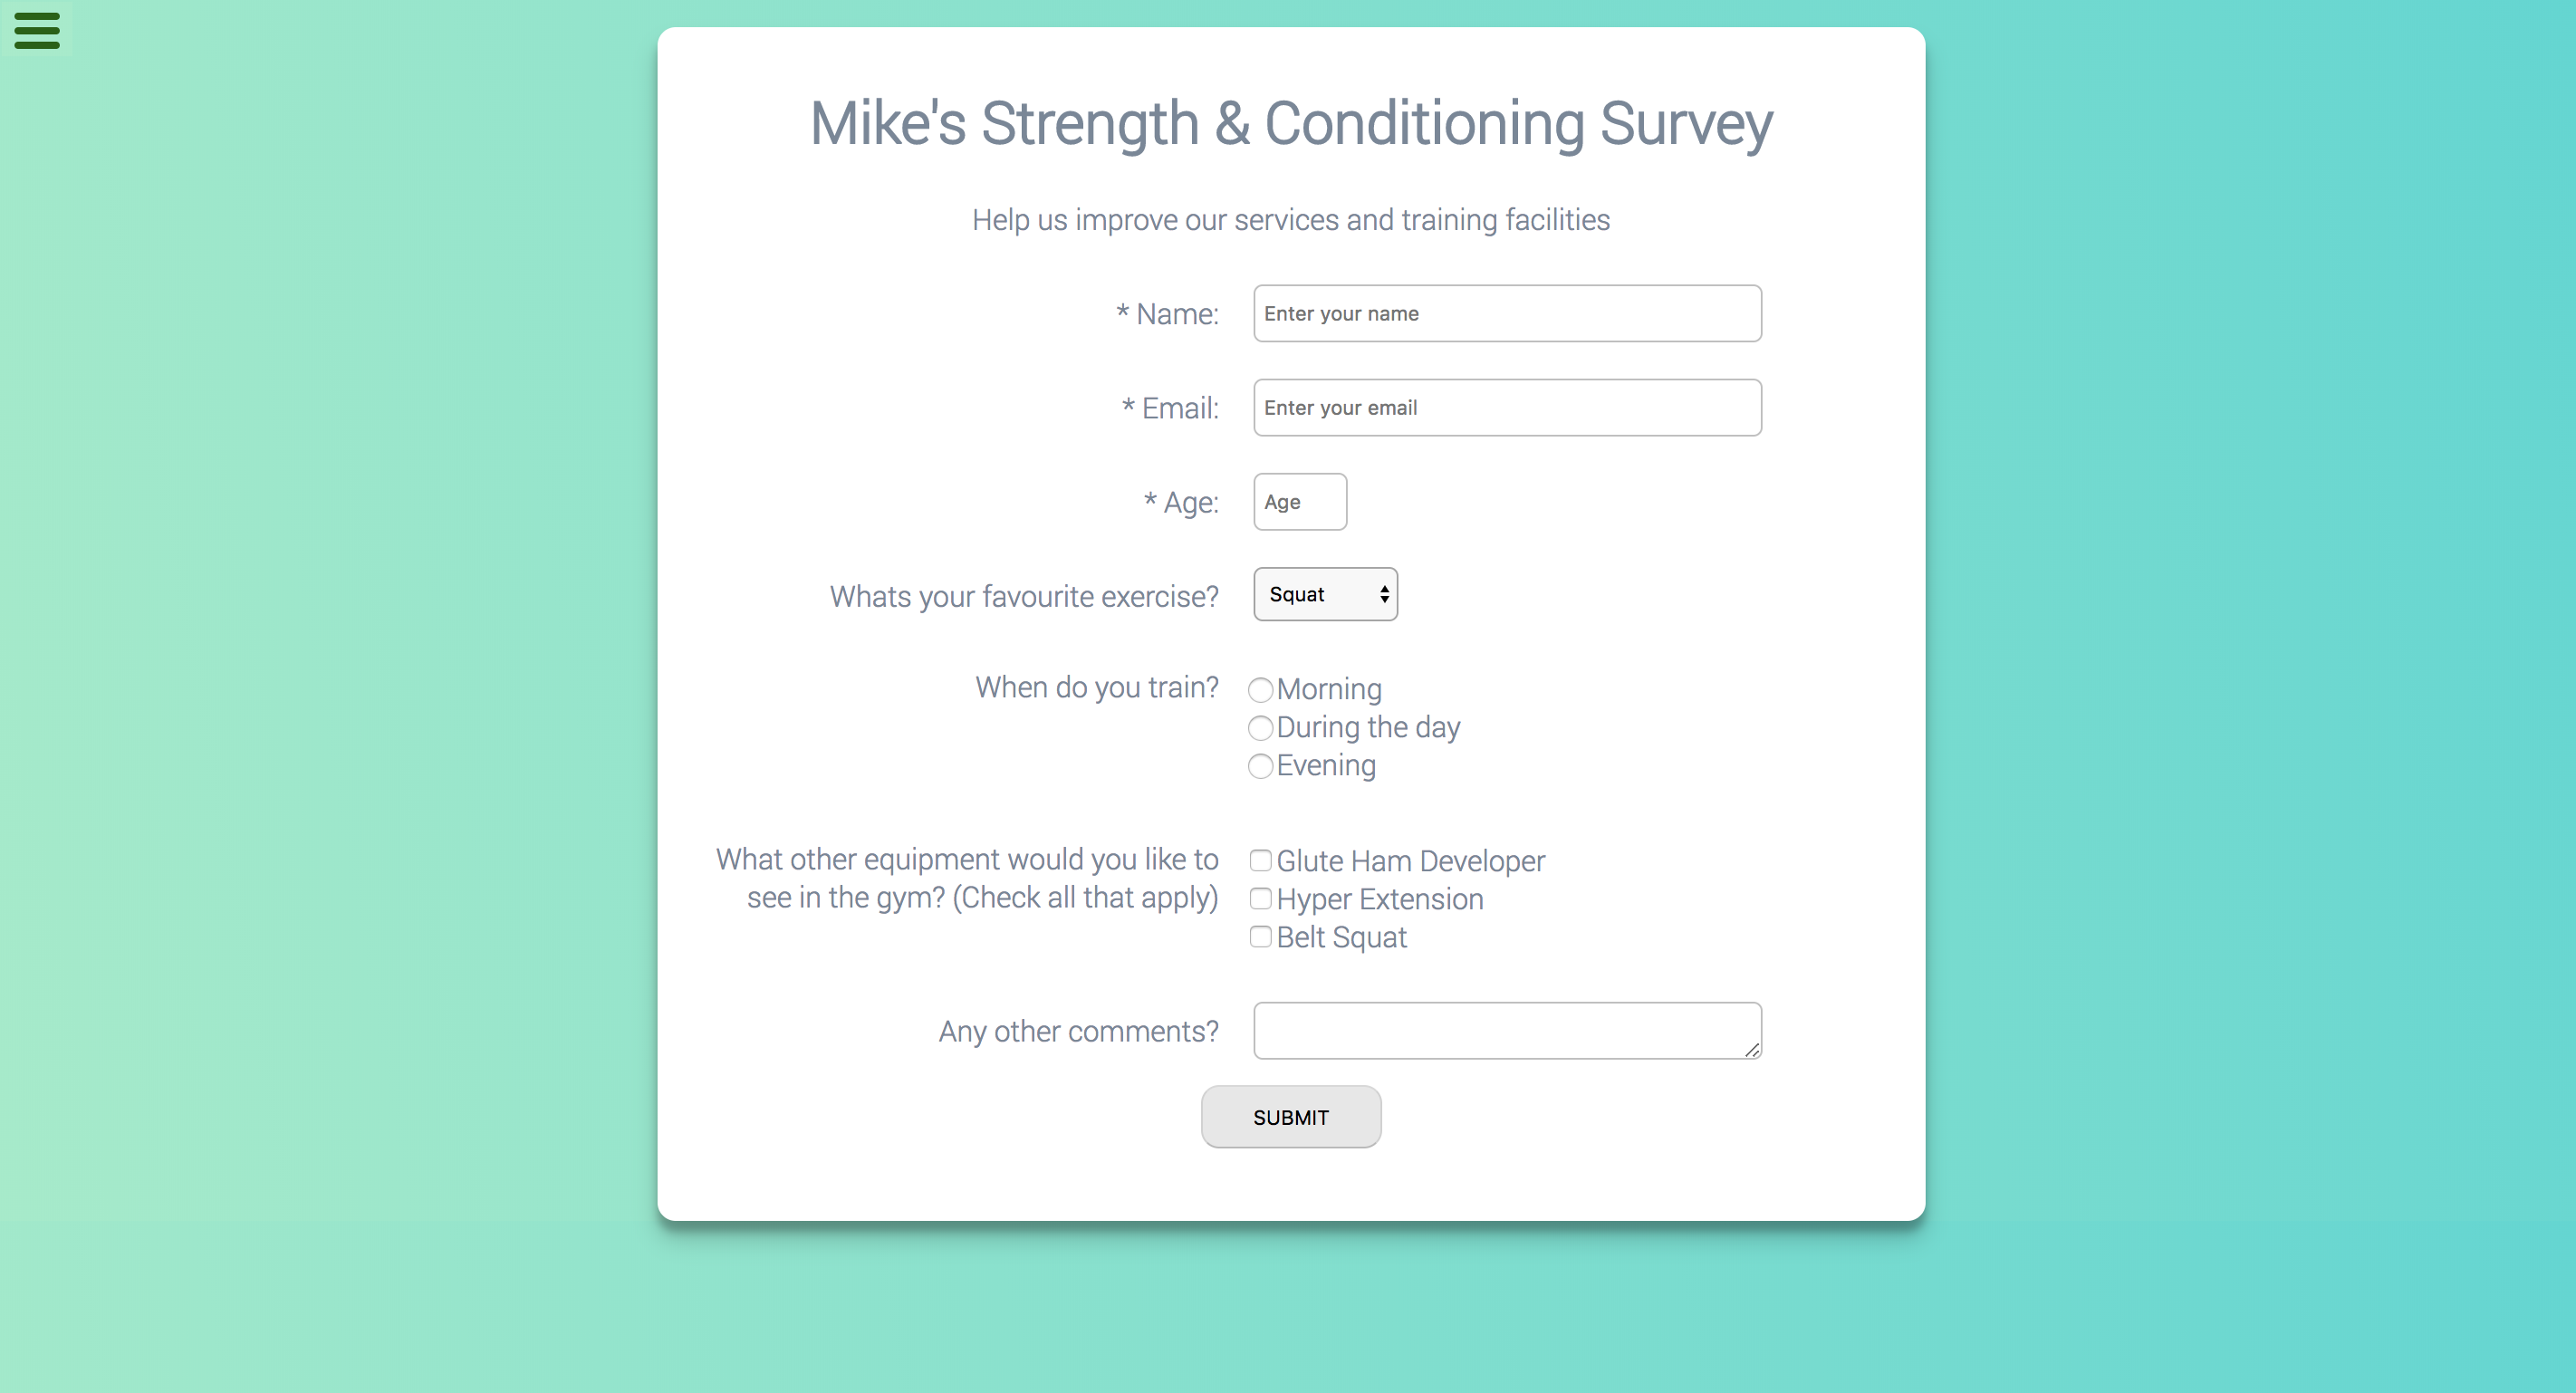 Mike's Strength & Conditioning Survey
Help us improve our services and training facilities
* Name: Enter your name
* Email: Enter your email
* Age: Age
Whats your favourite exercise? Squat
When do you train? Morning
During the day
Evening
What other equipment would you like to Glute Ham Developer
see in the gym? (Check all that apply) Hyper Extension
Belt Squat
Any other comments?
SUBMIT